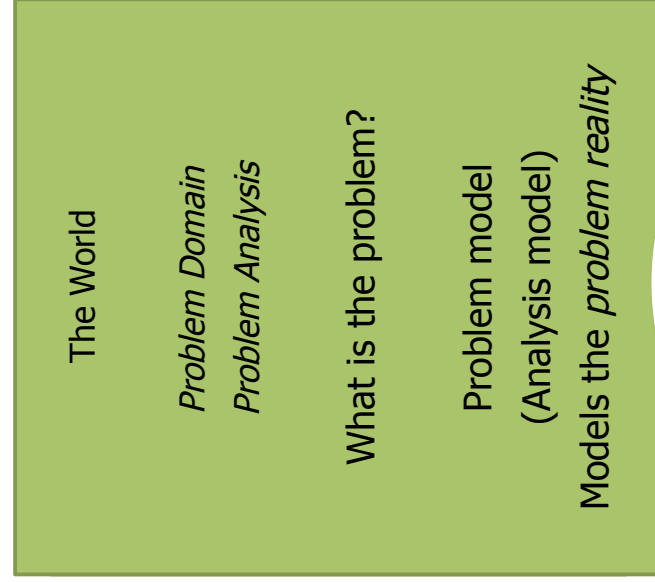 The World
Problem Domain
Problem Analysis
What is the problem?
Problem model
(Analysis model)
Models the problem reality